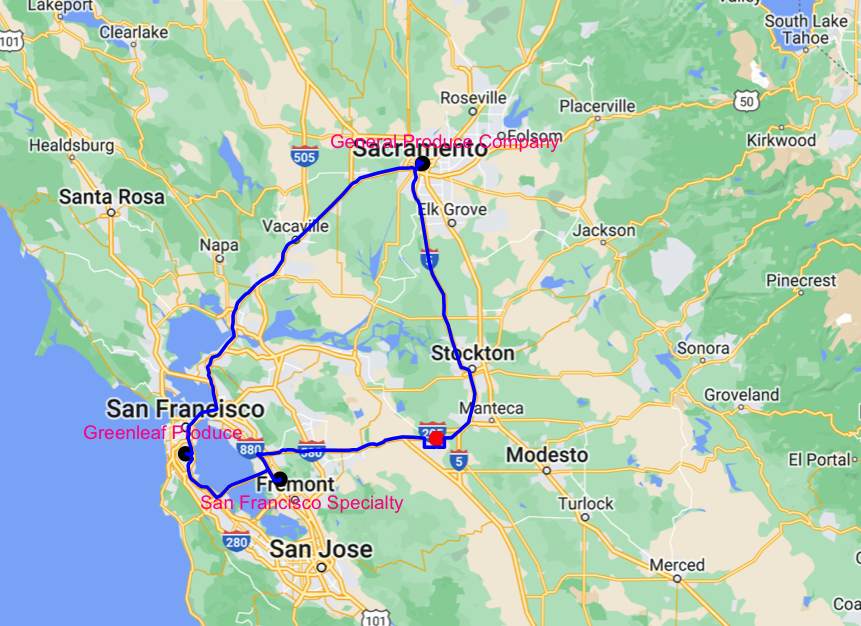 Lakeport
Valley
101
Clearlake
South Lake
Tahoe
Roseville
Placerville
50
Folsom
General Produce Company
Sacramento
Kirkwood
Healdsburg
505
Santa Rosa
Elk Grove
Vacaville
Napa
Jackson
5
Pinecrest
Stockton
Sonora
Groveland
San Francisco
Manteca
Greenleaf Produce
205
880
580
5
Modesto
El Portal
Fremont
San Francisco Specialty
Turlock
280
San Jose
Merced
101
Coa